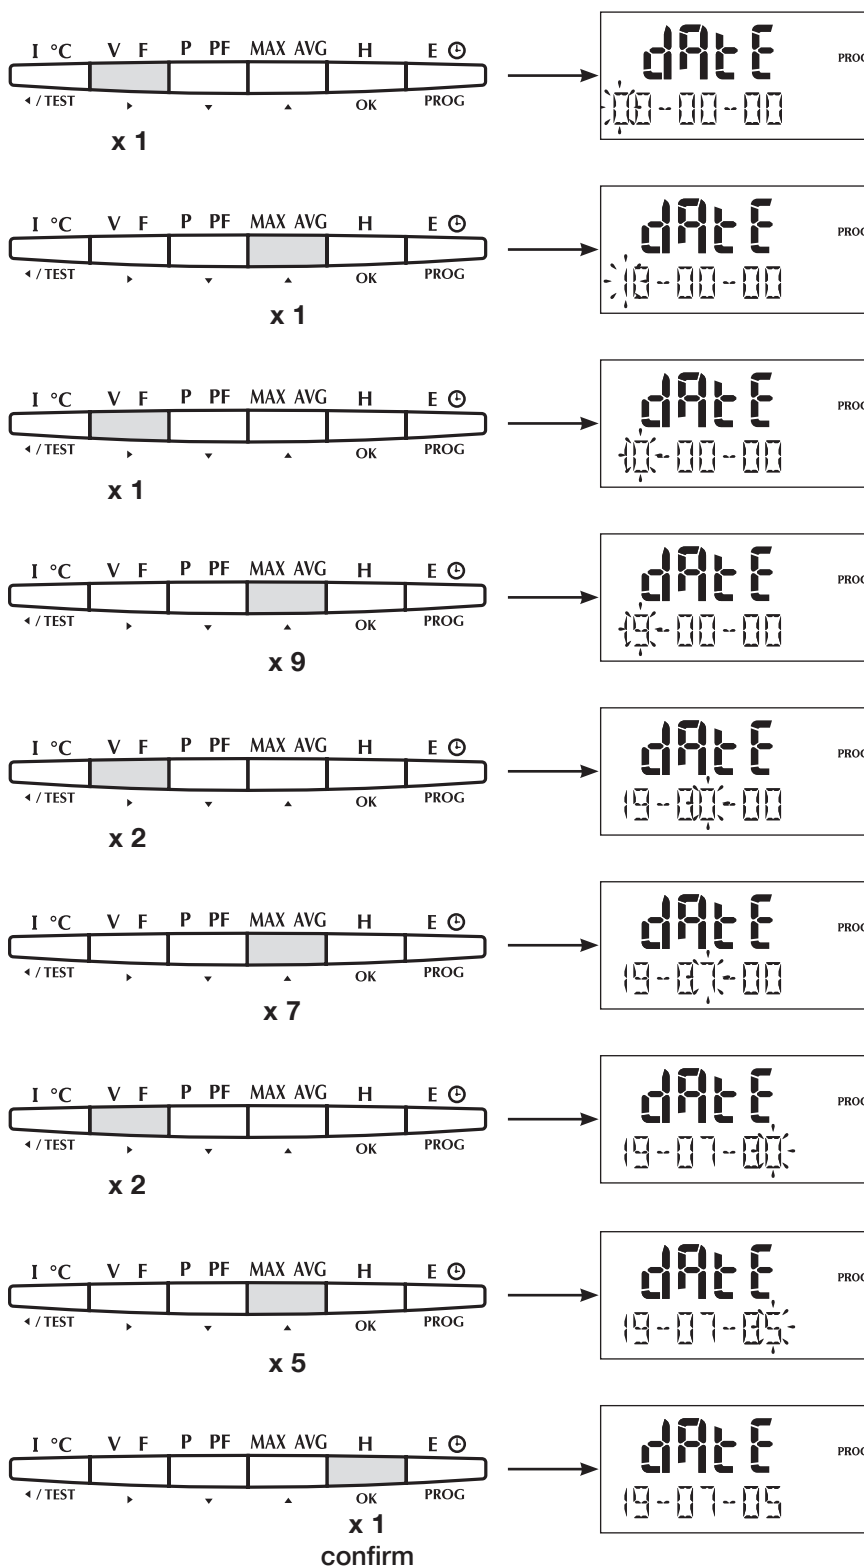 I °C V F P PF MAX AVG H E
/ TEST OK PROG
x 1
dAtE
PROG
00-00-00
I °C V F P PF MAX AVG H E
/ TEST OK PROG
x 1
dAtE
PROG
10-00-00
I °C V F P PF MAX AVG H E
/ TEST OK PROG
x 1
dAtE
PROG
10-00-00
I °C V F P PF MAX AVG H E
/ TEST OK PROG
x 9
dAtE
PROG
19-00-00
I °C V F P PF MAX AVG H E
/ TEST OK PROG
x 2
dAtE
PROG
19-00-00
I °C V F P PF MAX AVG H E
/ TEST OK PROG
x 7
dAtE
PROG
19-07-00
I °C V F P PF MAX AVG H E
/ TEST OK PROG
x 2
dAtE
PROG
19-07-00
I °C V F P PF MAX AVG H E
/ TEST OK PROG
x 5
dAtE
PROG
19-07-05
I °C V F P PF MAX AVG H E
/ TEST OK PROG
x 1
confirm
dAtE
PROG
19-07-05